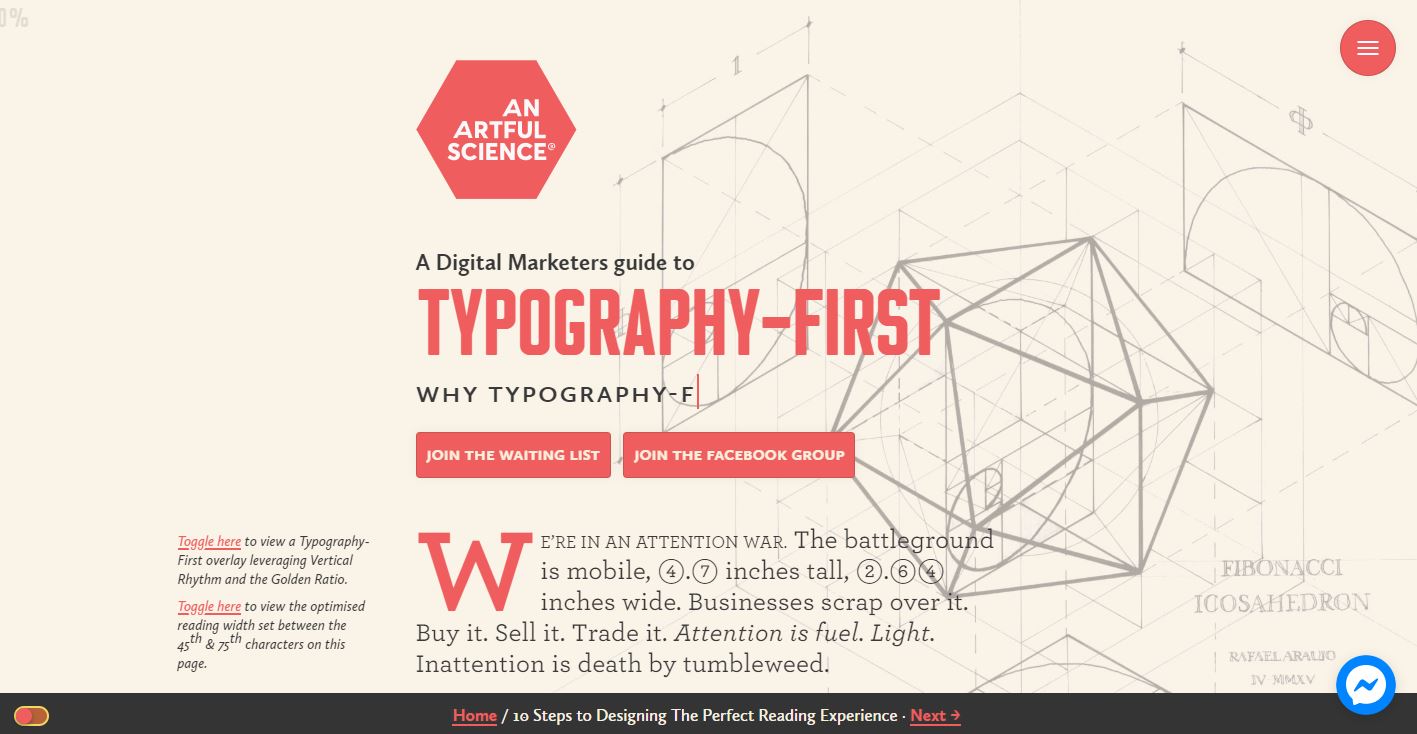 0%
AN
ARTFUL
SCIENCE®
1
Φ
A Digital Marketers guide to
TYPOGRAPHY-FIRST
WHY TYPOGRAPHY-F
JOIN THE WAITING LIST
JOIN THE FACEBOOK GROUP
Toggle here to view a Typography-
First overlay leveraging Vertical
Rhythm and the Golden Ratio.
Toggle here to view the optimised
reading width set between the
45th & 75th characters on this
page.
WE'RE IN AN ATTENTION WAR. The battleground
is mobile, ④.⑦ inches tall, ②.⑥④
inches wide. Businesses scrap over it.
Buy it. Sell it. Trade it. Attention is fuel. Light.
Inattention is death by tumbleweed.
FIBONACCI
ICOSAHEDRON
RAFAEL ARAUJO
IV MMXV
Home / 10 Steps to Designing The Perfect Reading Experience · Next →